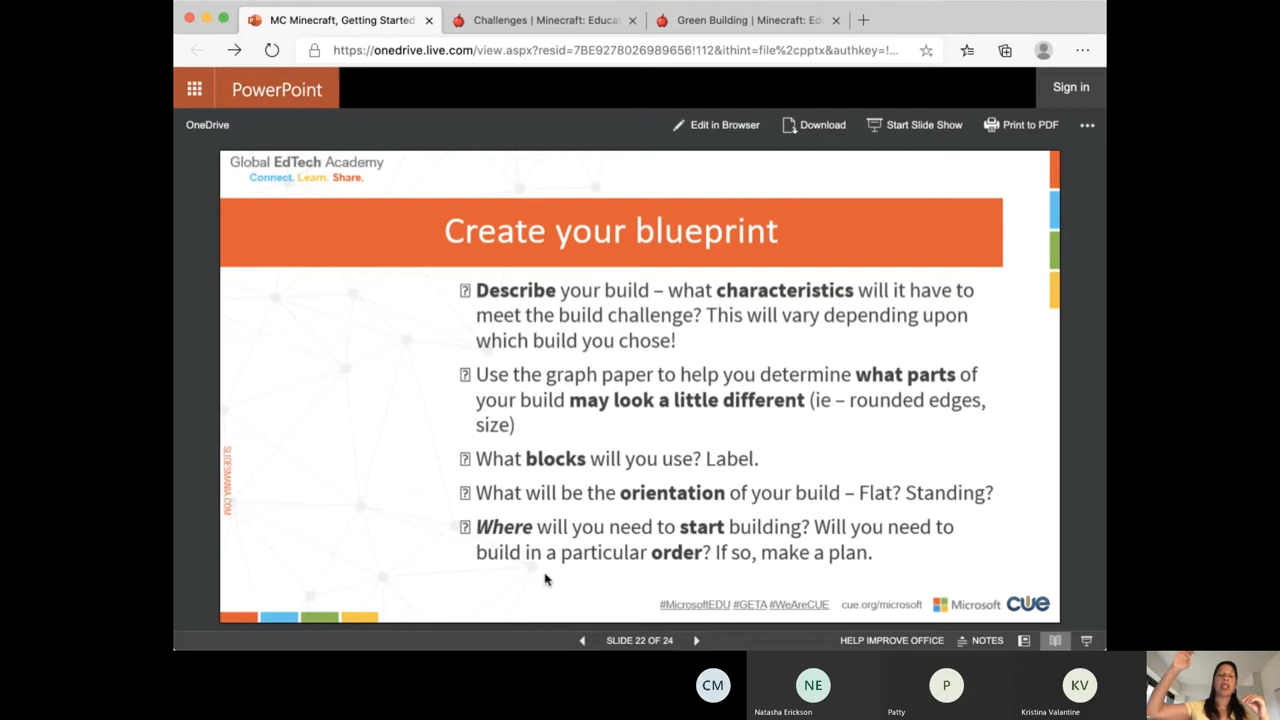 MC Minecraft, Getting Started
Challenges | Minecraft: Educa
Green Building | Minecraft: Ed
https://onedrive.live.com/view.aspx?resid=7BE9278026989656!112&ithint=file%2cpptx&authkey=!...
PowerPoint
Sign in
OneDrive
Edit in Browser
Download
Start Slide Show
Print to PDF
Global EdTech Academy
Connect. Learn. Share.
Create your blueprint
Describe your build – what characteristics will it have to
meet the build challenge? This will vary depending upon
which build you chose!
Use the graph paper to help you determine what parts of
your build may look a little different (ie – rounded edges,
size)
What blocks will you use? Label.
What will be the orientation of your build – Flat? Standing?
Where will you need to start building? Will you need to
build in a particular order? If so, make a plan.
SLIDESMANIA.COM
#MicrosoftEDU #GETA #WeAreCUE
cue.org/microsoft
Microsoft
cue
SLIDE 22 OF 24
HELP IMPROVE OFFICE
NOTES
CM
NE
P
KV
Natasha Erickson
Patty
Kristina Valantine